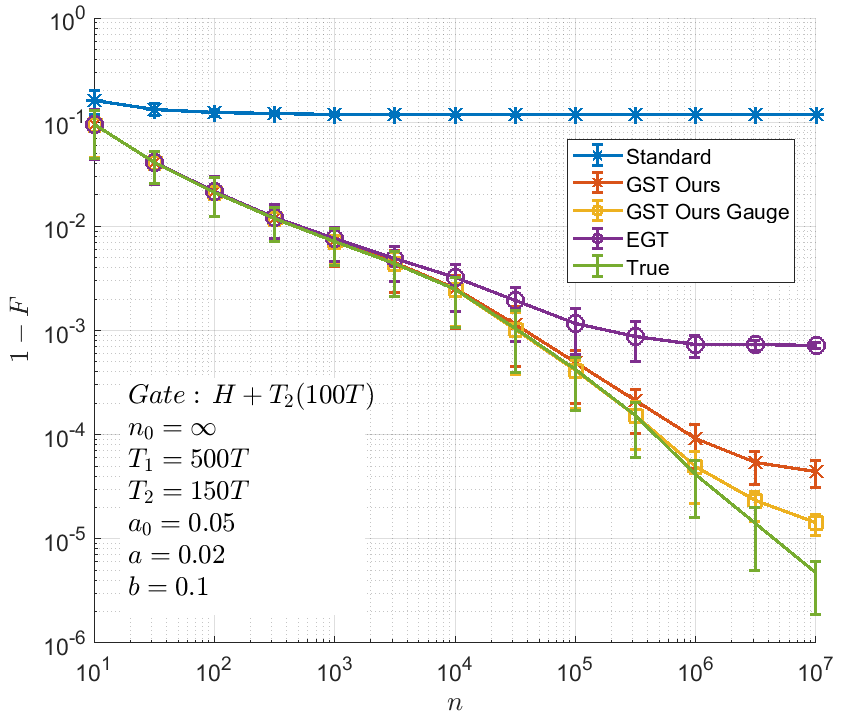 10^0
10^-1
10^-2
10^-3
10^-4
10^-5
10^-6
1 − F
Standard
GST Ours
GST Ours Gauge
EGT
True
Gate : H + T_2(100T)
n_0 = ∞
T_1 = 500T
T_2 = 150T
a_0 = 0.05
a = 0.02
b = 0.1
10^1 10^2 10^3 10^4 10^5 10^6 10^7
n